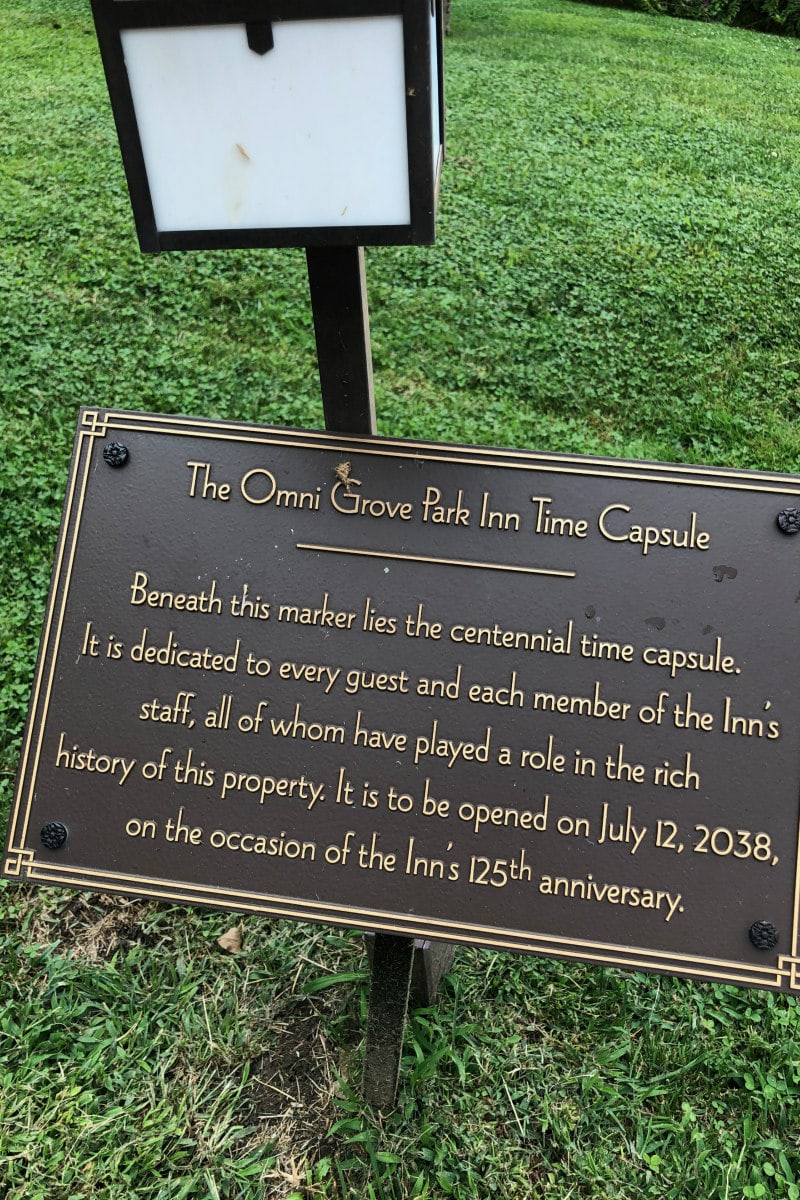 The Omni Grove Park Inn Time Capsule
Beneath this marker lies the centennial time capsule.
It is dedicated to every guest and each member of the Inn's
staff, all of whom have played a role in the rich
history of this property. It is to be opened on July 12, 2038,
on the occasion of the Inn's 125th anniversary.